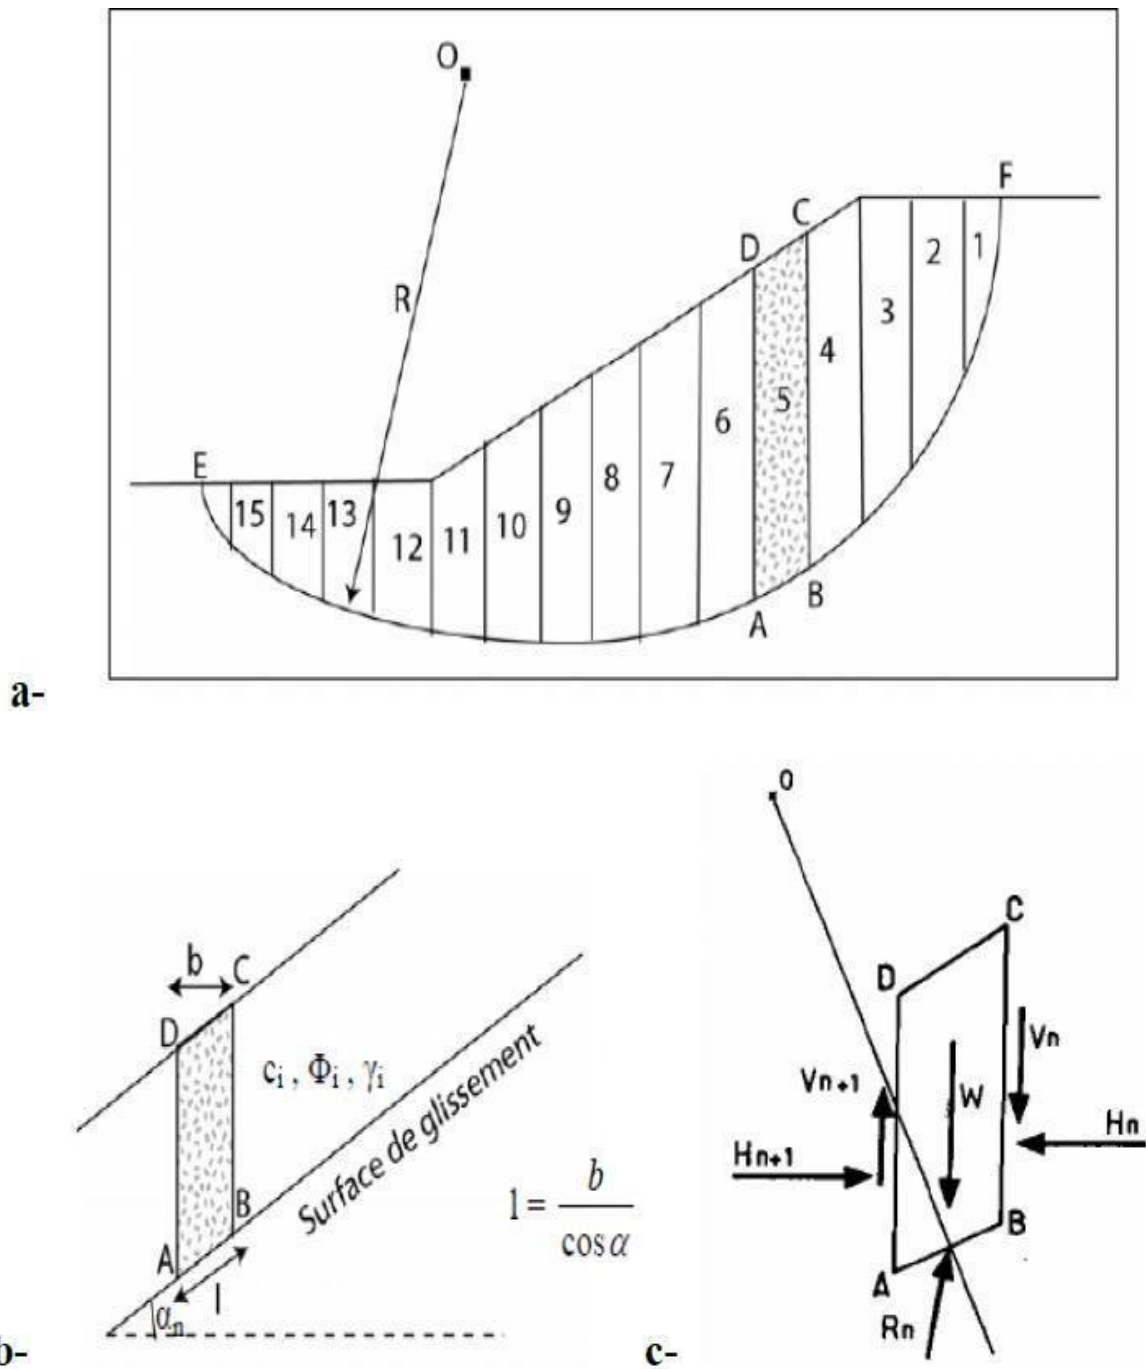 O
F
C
D
1
2
R
3
4
5
6
E
7
8
9
15
14
13
10
11
12
B
A
a-
O
C
D
b
C
Vn
D
Vn+1
W
ci , Φi , γi
Hn
Hn+1
Surface de glissement
B
B
l = b / cos α
A
l
A
αn
Rn
b-
c-